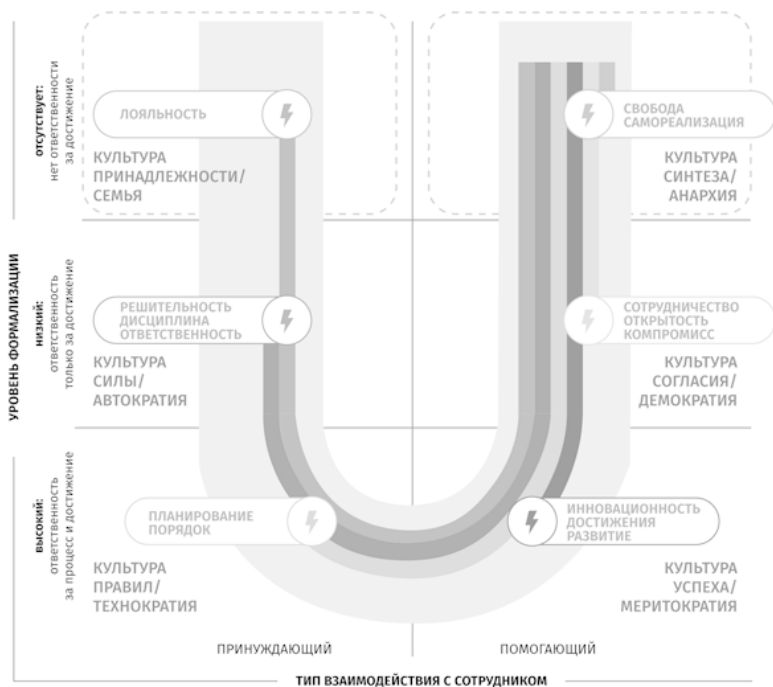 УРОВЕНЬ ФОРМАЛИЗАЦИИ
отсутствует:
нет ответственности
за достижение
ЛОЯЛЬНОСТЬ
КУЛЬТУРА
ПРИНАДЛЕЖНОСТИ/
СЕМЬЯ
СВОБОДА
САМОРЕАЛИЗАЦИЯ
КУЛЬТУРА
СИНТЕЗА/
АНАРХИЯ
низкий:
ответственность
только за достижение
РЕШИТЕЛЬНОСТЬ
ДИСЦИПЛИНА
ОТВЕТСТВЕННОСТЬ
КУЛЬТУРА
СИЛЫ/
АВТОКРАТИЯ
СОТРУДНИЧЕСТВО
ОТКРЫТОСТЬ
КОМПРОМИСС
КУЛЬТУРА
СОГЛАСИЯ/
ДЕМОКРАТИЯ
высокий:
ответственность
за процесс и достижение
ПЛАНИРОВАНИЕ
ПОРЯДОК
КУЛЬТУРА
ПРАВИЛ/
ТЕХНОКРАТИЯ
ИННОВАЦИОННОСТЬ
ДОСТИЖЕНИЯ
РАЗВИТИЕ
КУЛЬТУРА
УСПЕХА/
МЕРИТОКРАТИЯ
ПРИНУЖДАЮЩИЙ
ПОМОГАЮЩИЙ
ТИП ВЗАИМОДЕЙСТВИЯ С СОТРУДНИКОМ